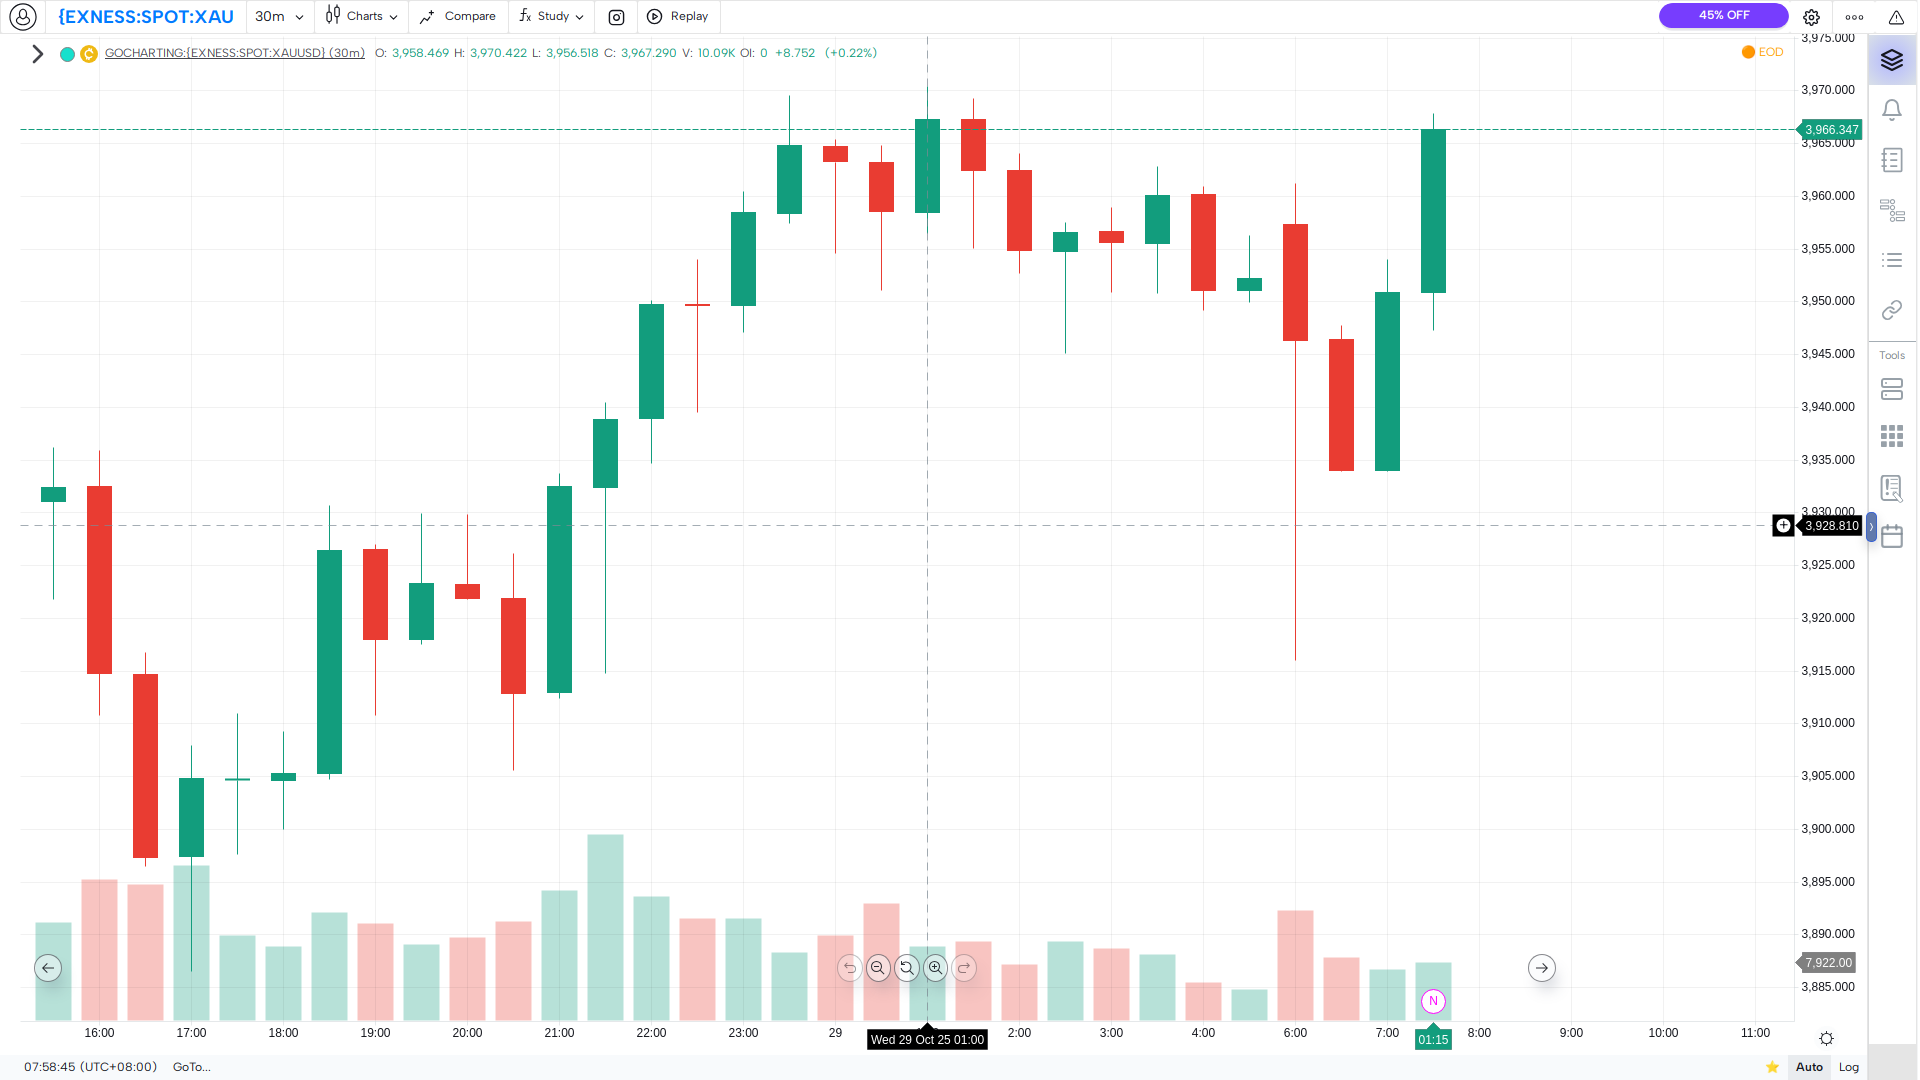 {EXNESS:SPOT:XAU 30m Charts Compare Study Replay 45% OFF
GOCHARTING:{EXNESS:SPOT:XAUUSD} (30m) O: 3,958.469 H: 3,970.422 L: 3,956.518 C: 3,967.290 V: 10.09K OI: 0 +8.752 (+0.22%)
EOD
3,975.000
3,970.000
3,966.347
3,965.000
3,960.000
3,955.000
3,950.000
3,945.000
3,940.000
3,935.000
3,930.000
3,928.810
3,925.000
3,920.000
3,915.000
3,910.000
3,905.000
3,900.000
3,895.000
3,890.000
7,922.00
3,885.000
Tools
N
16:00 17:00 18:00 19:00 20:00 21:00 22:00 23:00 29 2:00 3:00 4:00 6:00 7:00 8:00 9:00 10:00 11:00
Wed 29 Oct 25 01:00 01:15
07:58:45 (UTC+08:00) GoTo... Auto Log